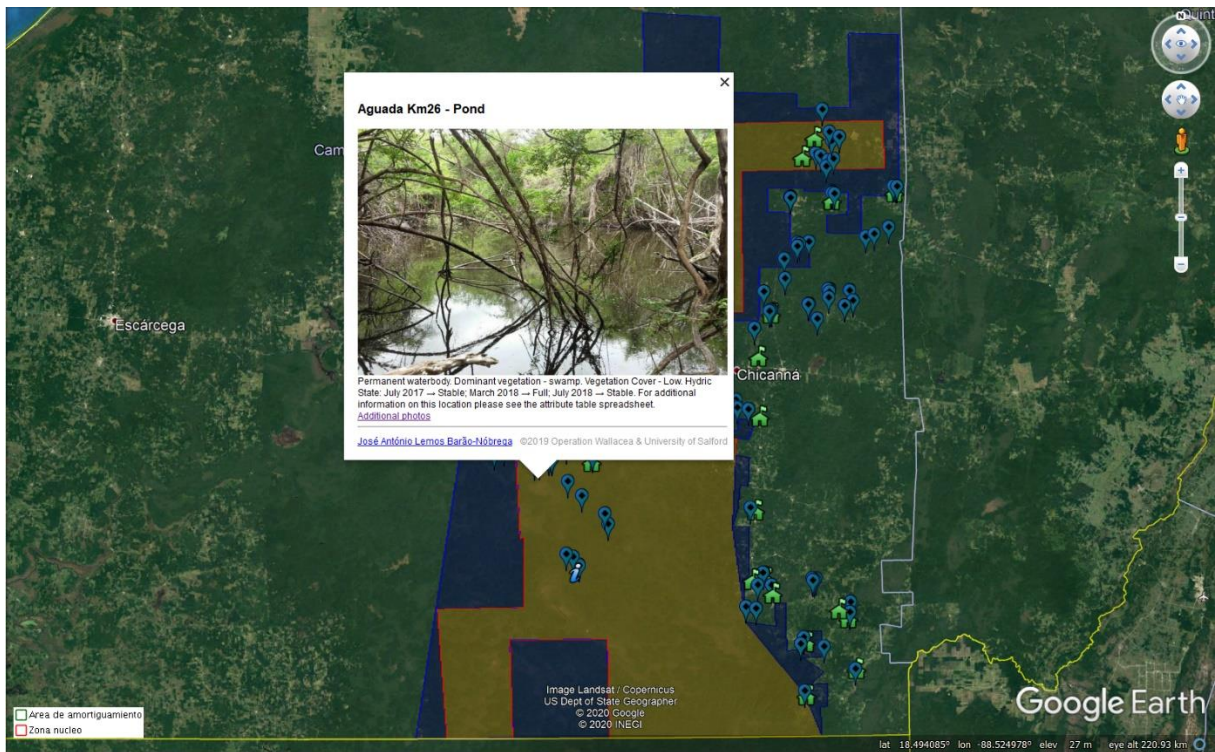 Quint
N
Cam
Aguada Km26 - Pond
Permanent waterbody. Dominant vegetation - swamp. Vegetation Cover - Low. Hydric
State: July 2017 → Stable; March 2018 → Full; July 2018 → Stable. For additional
information on this location please see the attribute table spreadsheet.
Additional photos
José António Lemos Barão-Nóbrega ©2019 Operation Wallacea & University of Salford
Escárcega
Chicanná
Image Landsat / Copernicus
US Dept of State Geographer
© 2020 Google
© 2020 INEGI
Google Earth
Area de amortiguamiento
Zona nucleo
lat 18.494085° lon -88.524978° elev 27 m eye alt 220.93 km